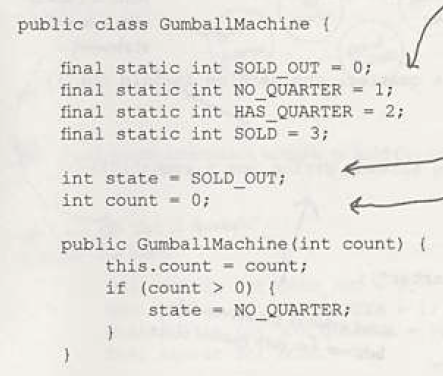 public class GumballMachine {
final static int SOLD_OUT = 0;
final static int NO_QUARTER = 1;
final static int HAS_QUARTER = 2;
final static int SOLD = 3;
int state = SOLD_OUT;
int count = 0;
public GumballMachine(int count) {
this.count = count;
if (count > 0) {
state = NO_QUARTER;
}
}